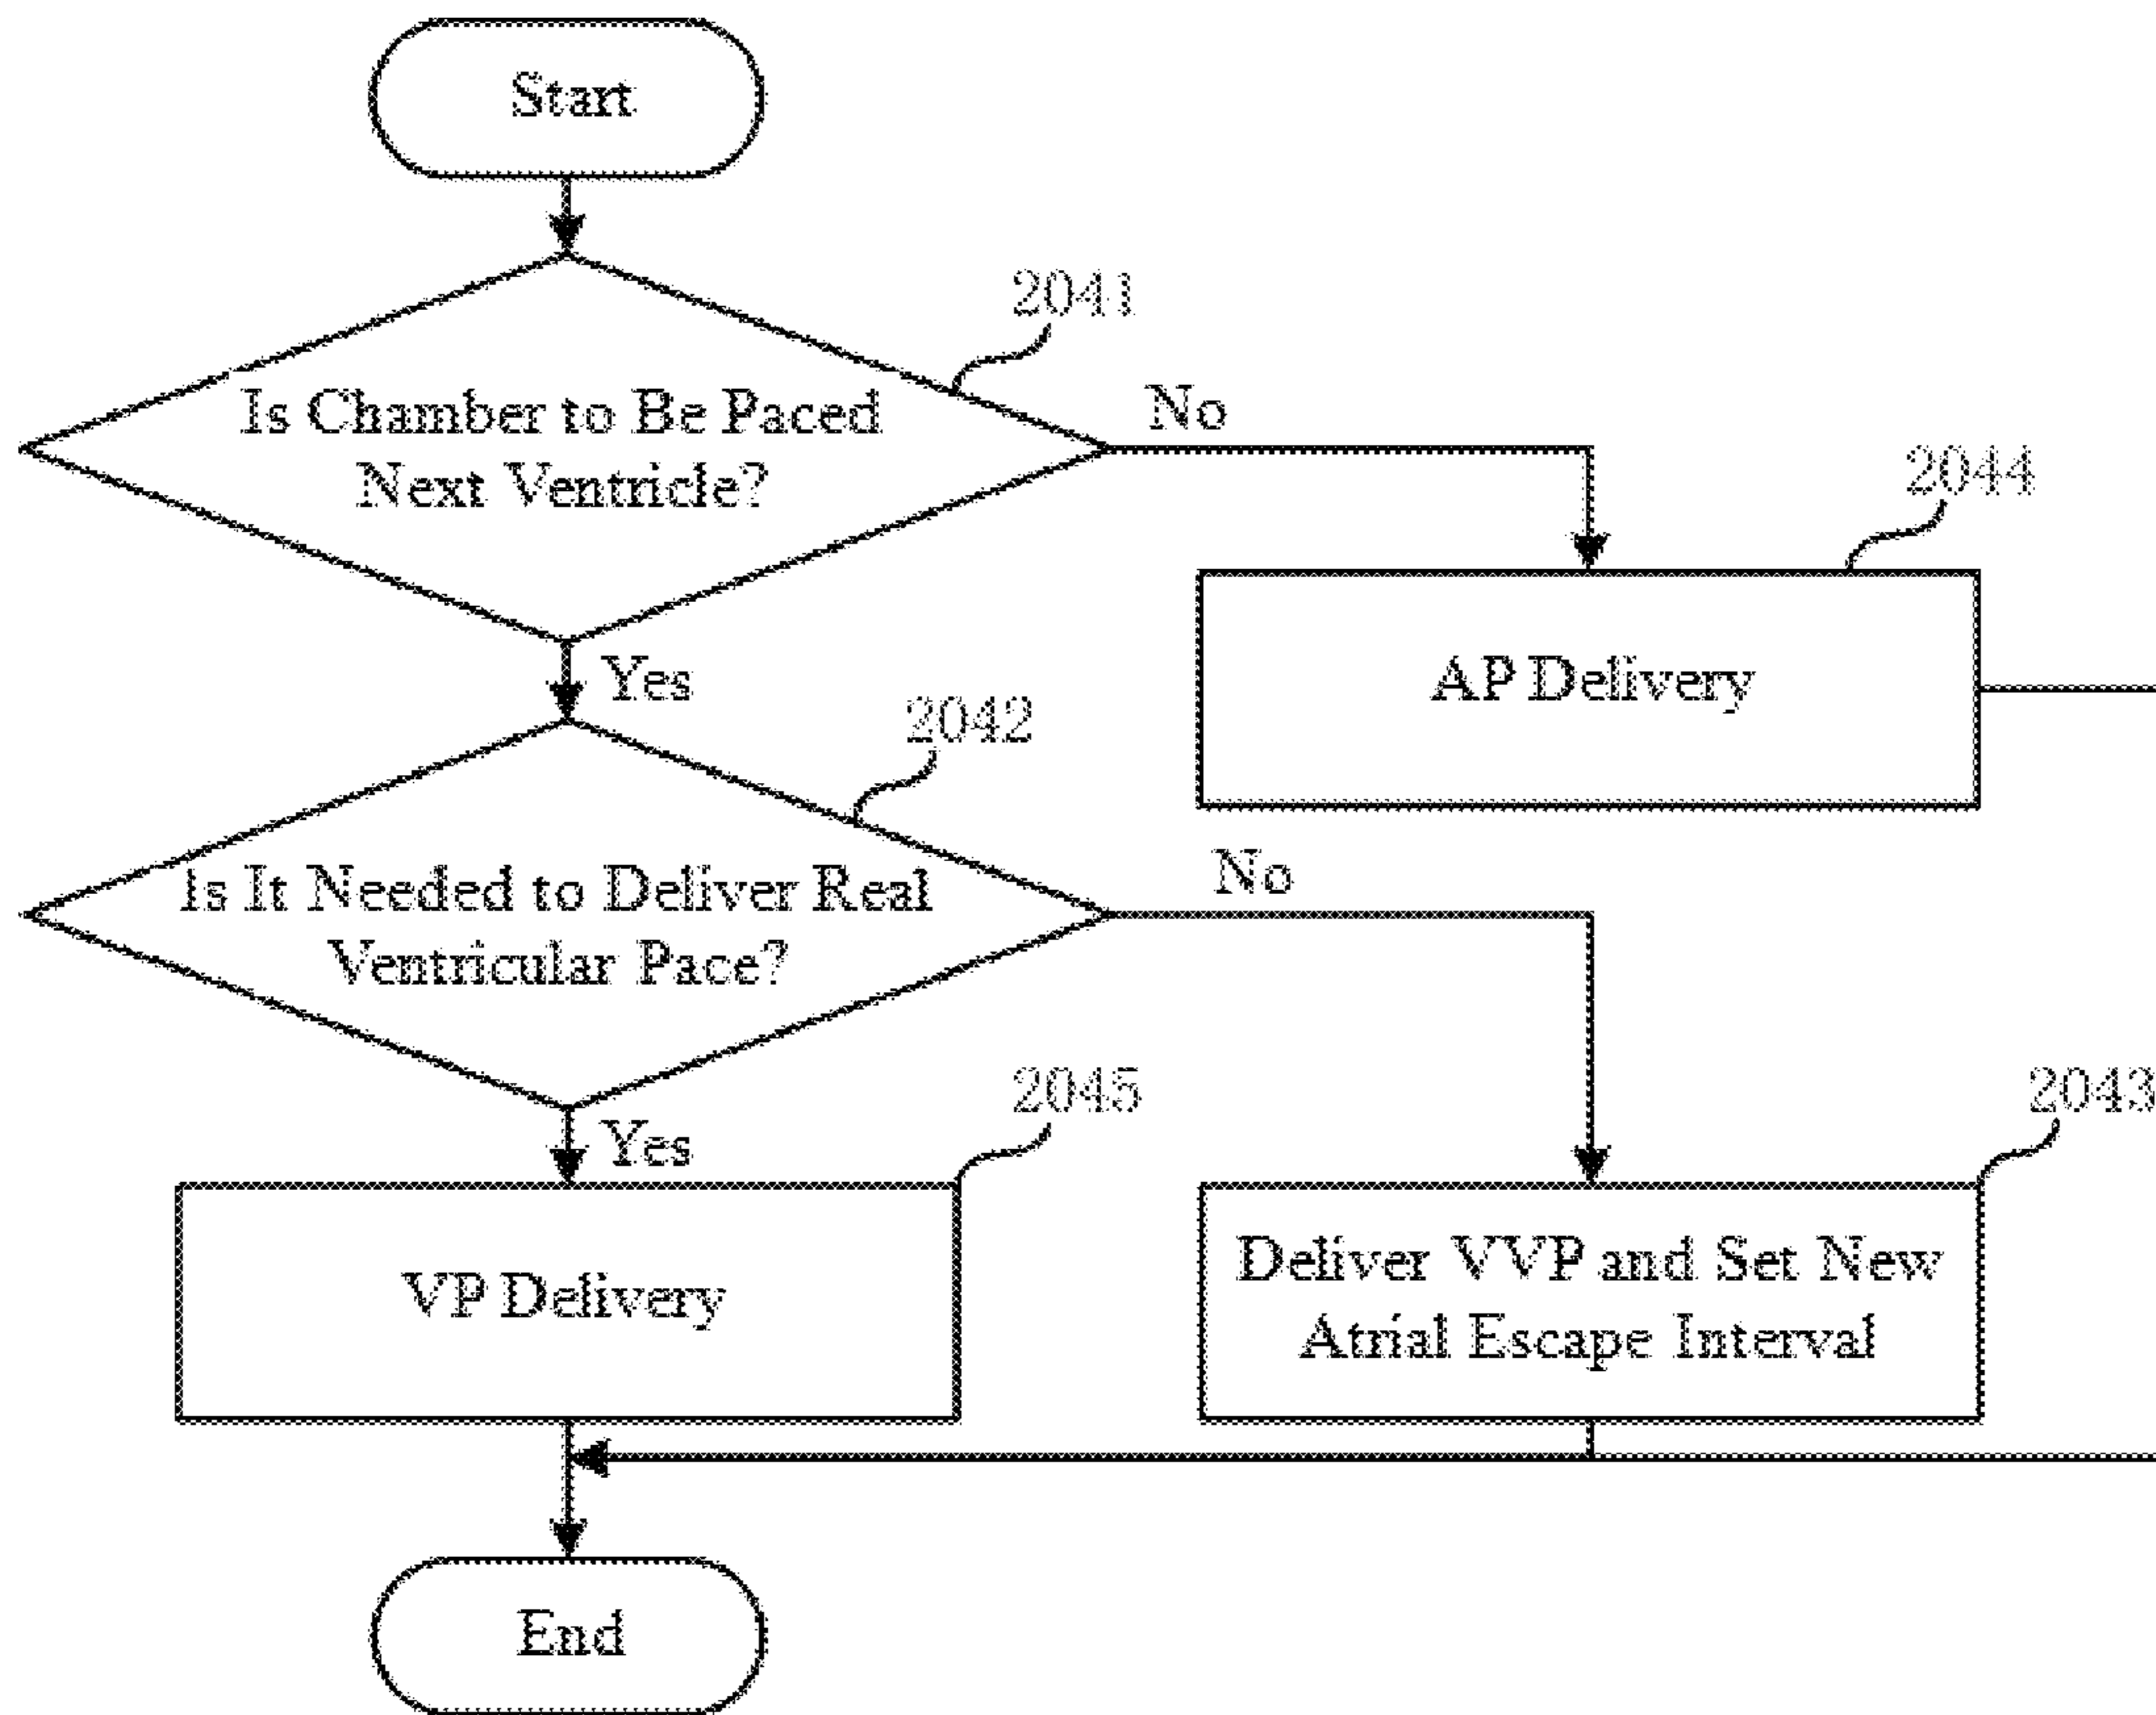 Start
2041
Is Chamber to Be Paced
Next Ventricle?
No
2044
AP Delivery
Yes
2042
Is It Needed to Deliver Real
Ventricular Pace?
No
2045
2043
Yes
VP Delivery
Deliver VVP and Set New
Atrial Escape Interval
End